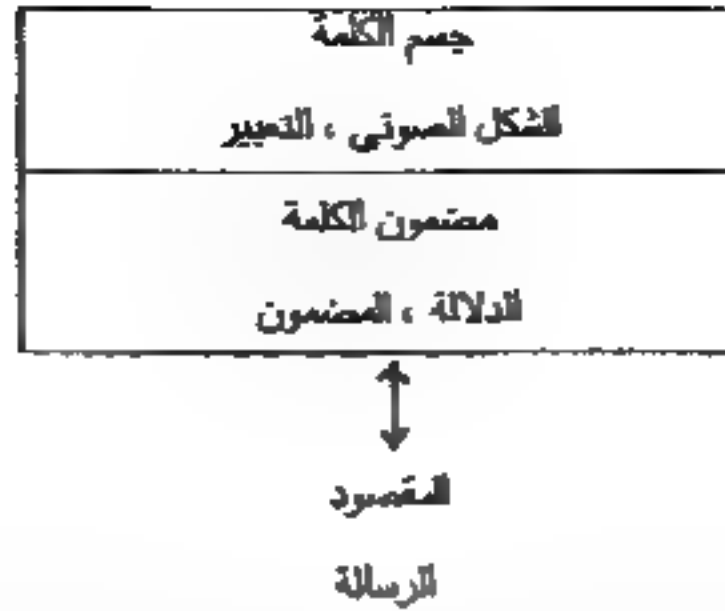 جسم الكلمة
الشكل الصوتي ، التعبير
مضمون الكلمة
الدلالة ، المضمون
المقصود
الرسالة